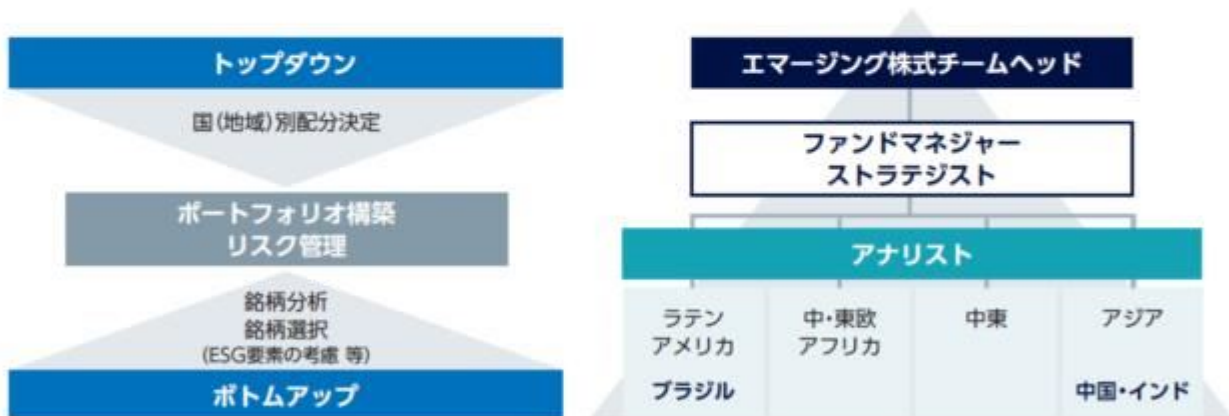 トップダウン
国(地域)別配分決定
ポートフォリオ構築
リスク管理
銘柄分析
銘柄選択
(ESG要素の考慮 等)
ボトムアップ
エマージング株式チームヘッド
ファンドマネジャー
ストラテジスト
アナリスト
ラテン
アメリカ
ブラジル
中・東欧
アフリカ
中東
アジア
中国・インド